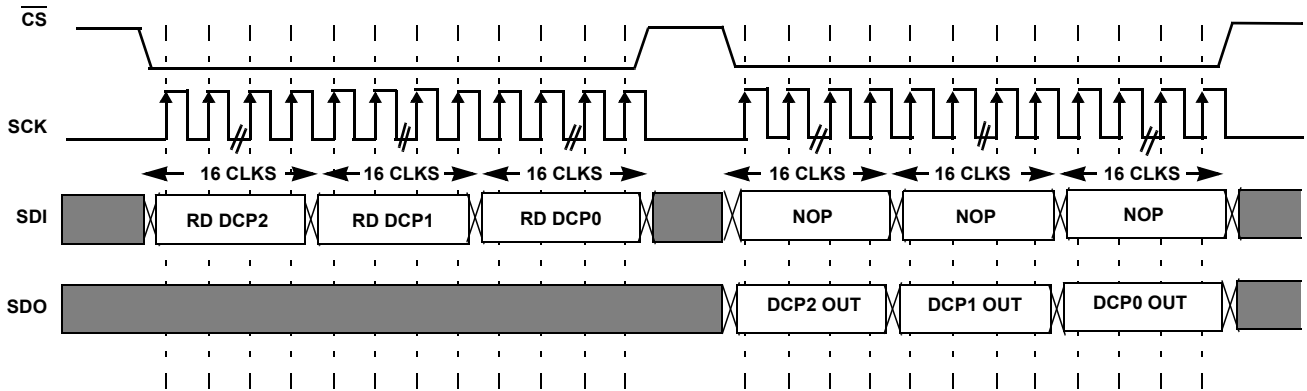 CS
SCK
16 CLKS 16 CLKS 16 CLKS 16 CLKS 16 CLKS 16 CLKS
SDI RD DCP2 RD DCP1 RD DCP0 NOP NOP NOP
SDO DCP2 OUT DCP1 OUT DCP0 OUT